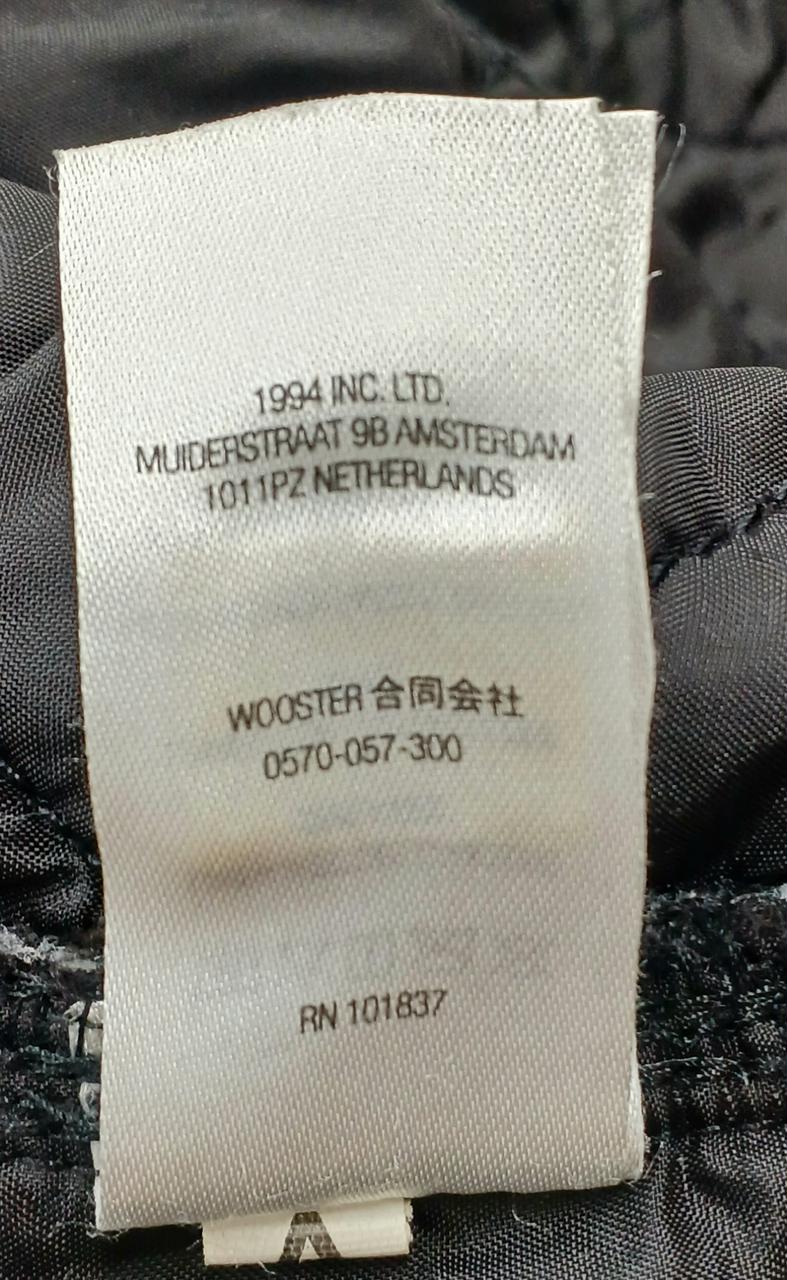 1994 INC. LTD.
MUIDERSTRAAT 9B AMSTERDAM
1011PZ NETHERLANDS
WOOSTER 合同会社
0570-057-300
RN 101837